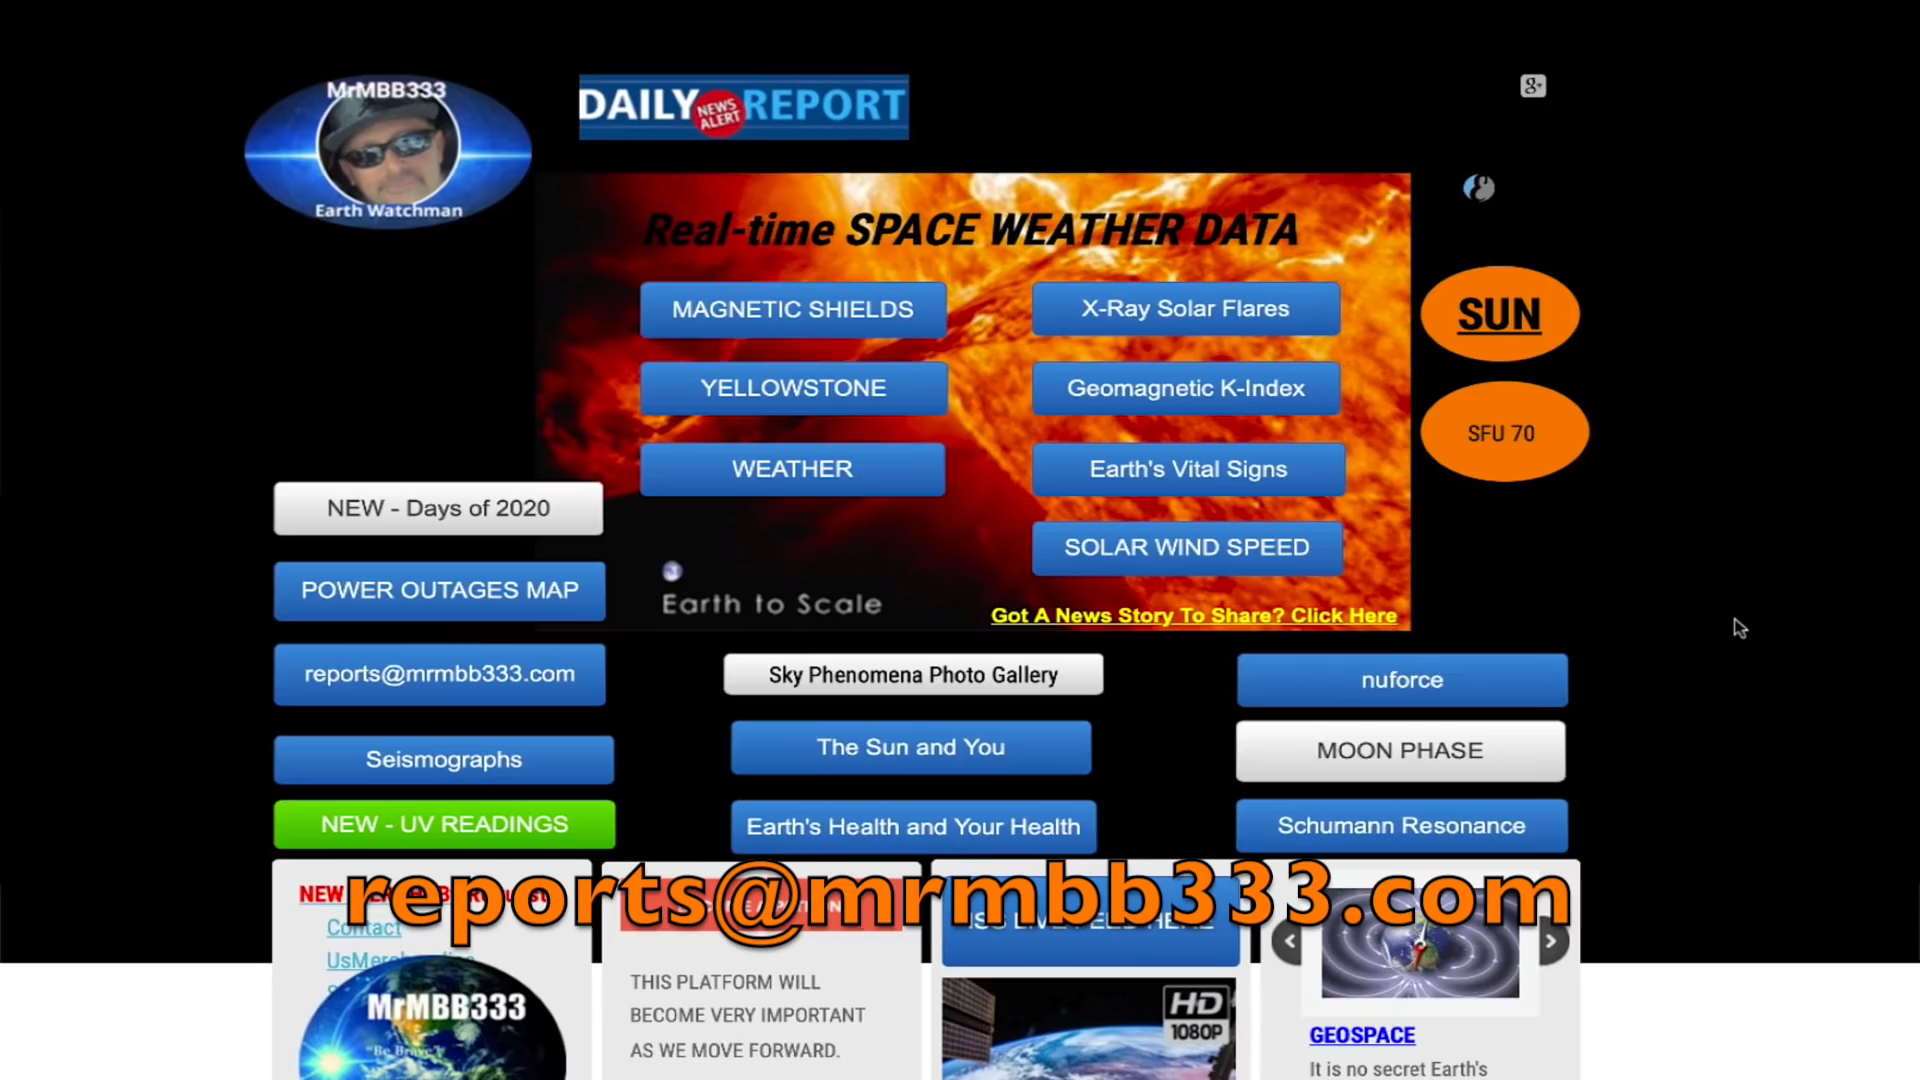 MrMBB333
Earth Watchman
DAILY NEWS ALERT REPORT
g+
Real-time SPACE WEATHER DATA
MAGNETIC SHIELDS
X-Ray Solar Flares
SUN
YELLOWSTONE
Geomagnetic K-Index
SFU 70
WEATHER
Earth's Vital Signs
NEW - Days of 2020
SOLAR WIND SPEED
POWER OUTAGES MAP
Earth to Scale
Got A News Story To Share? Click Here
reports@mrmbb333.com
Sky Phenomena Photo Gallery
nuforce
Seismographs
The Sun and You
MOON PHASE
NEW - UV READINGS
Earth's Health and Your Health
Schumann Resonance
reports@mrmbb333.com
NEW
Contact
MrMBB333
"Be Brave"
THIS PLATFORM WILL
BECOME VERY IMPORTANT
AS WE MOVE FORWARD.
HD
1080P
GEOSPACE
It is no secret Earth's